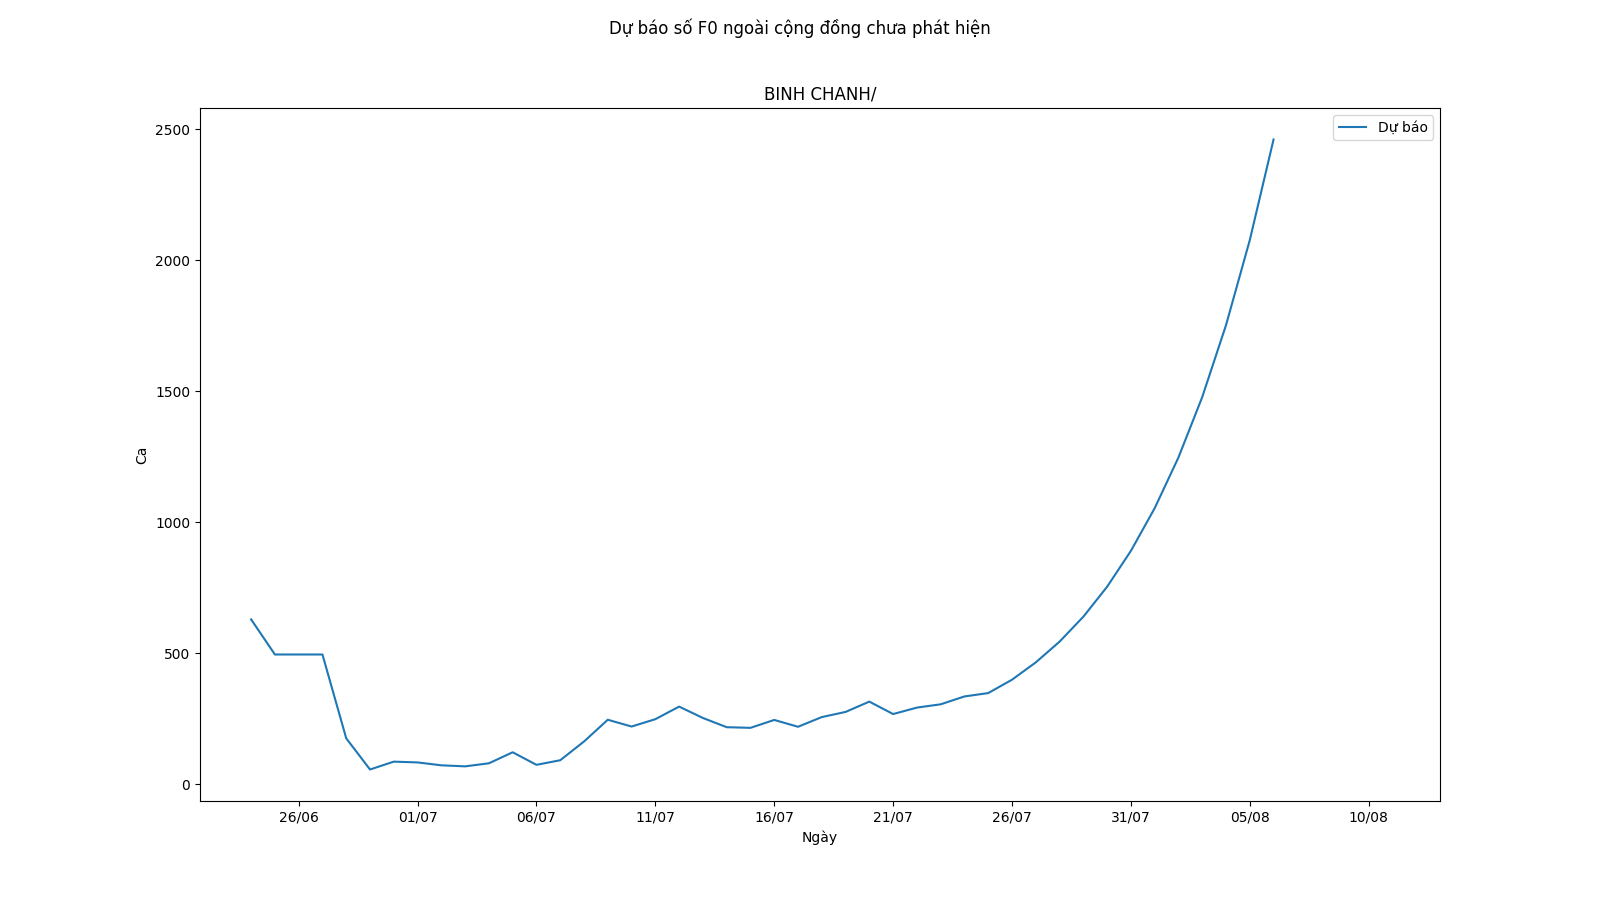 Dự báo số F0 ngoài cộng đồng chưa phát hiện
BINH CHANH/
Dự báo
2500
2000
1500
1000
500
0
Ca
26/06 01/07 06/07 11/07 16/07 21/07 26/07 31/07 05/08 10/08
Ngày